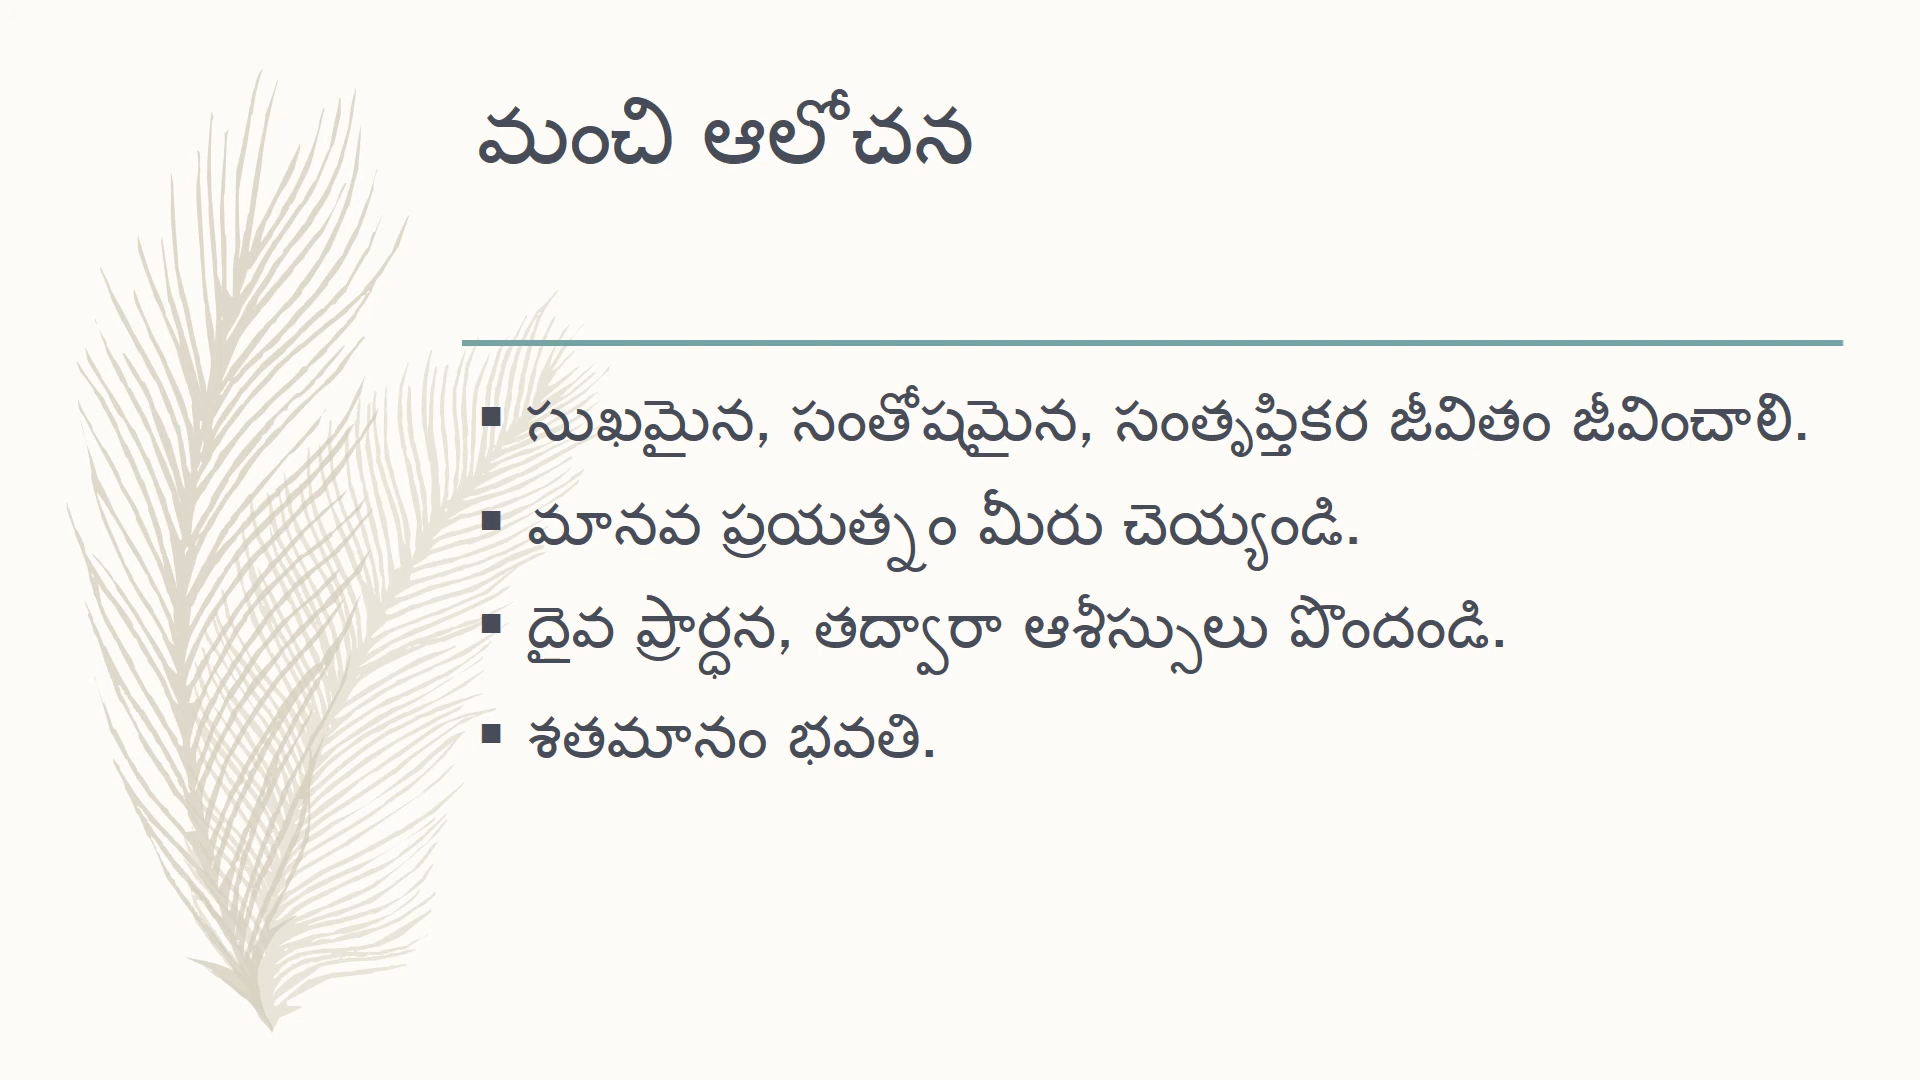 మంచి ఆలోచన
▪ సుఖమైన, సంతోషమైన, సంతృప్తికర జీవితం జీవించాలి.
▪ మానవ ప్రయత్నం మీరు చెయ్యండి.
▪ దైవ ప్రార్ధన, తద్వారా ఆశీస్సులు పొందండి.
▪ శతమానం భవతి.